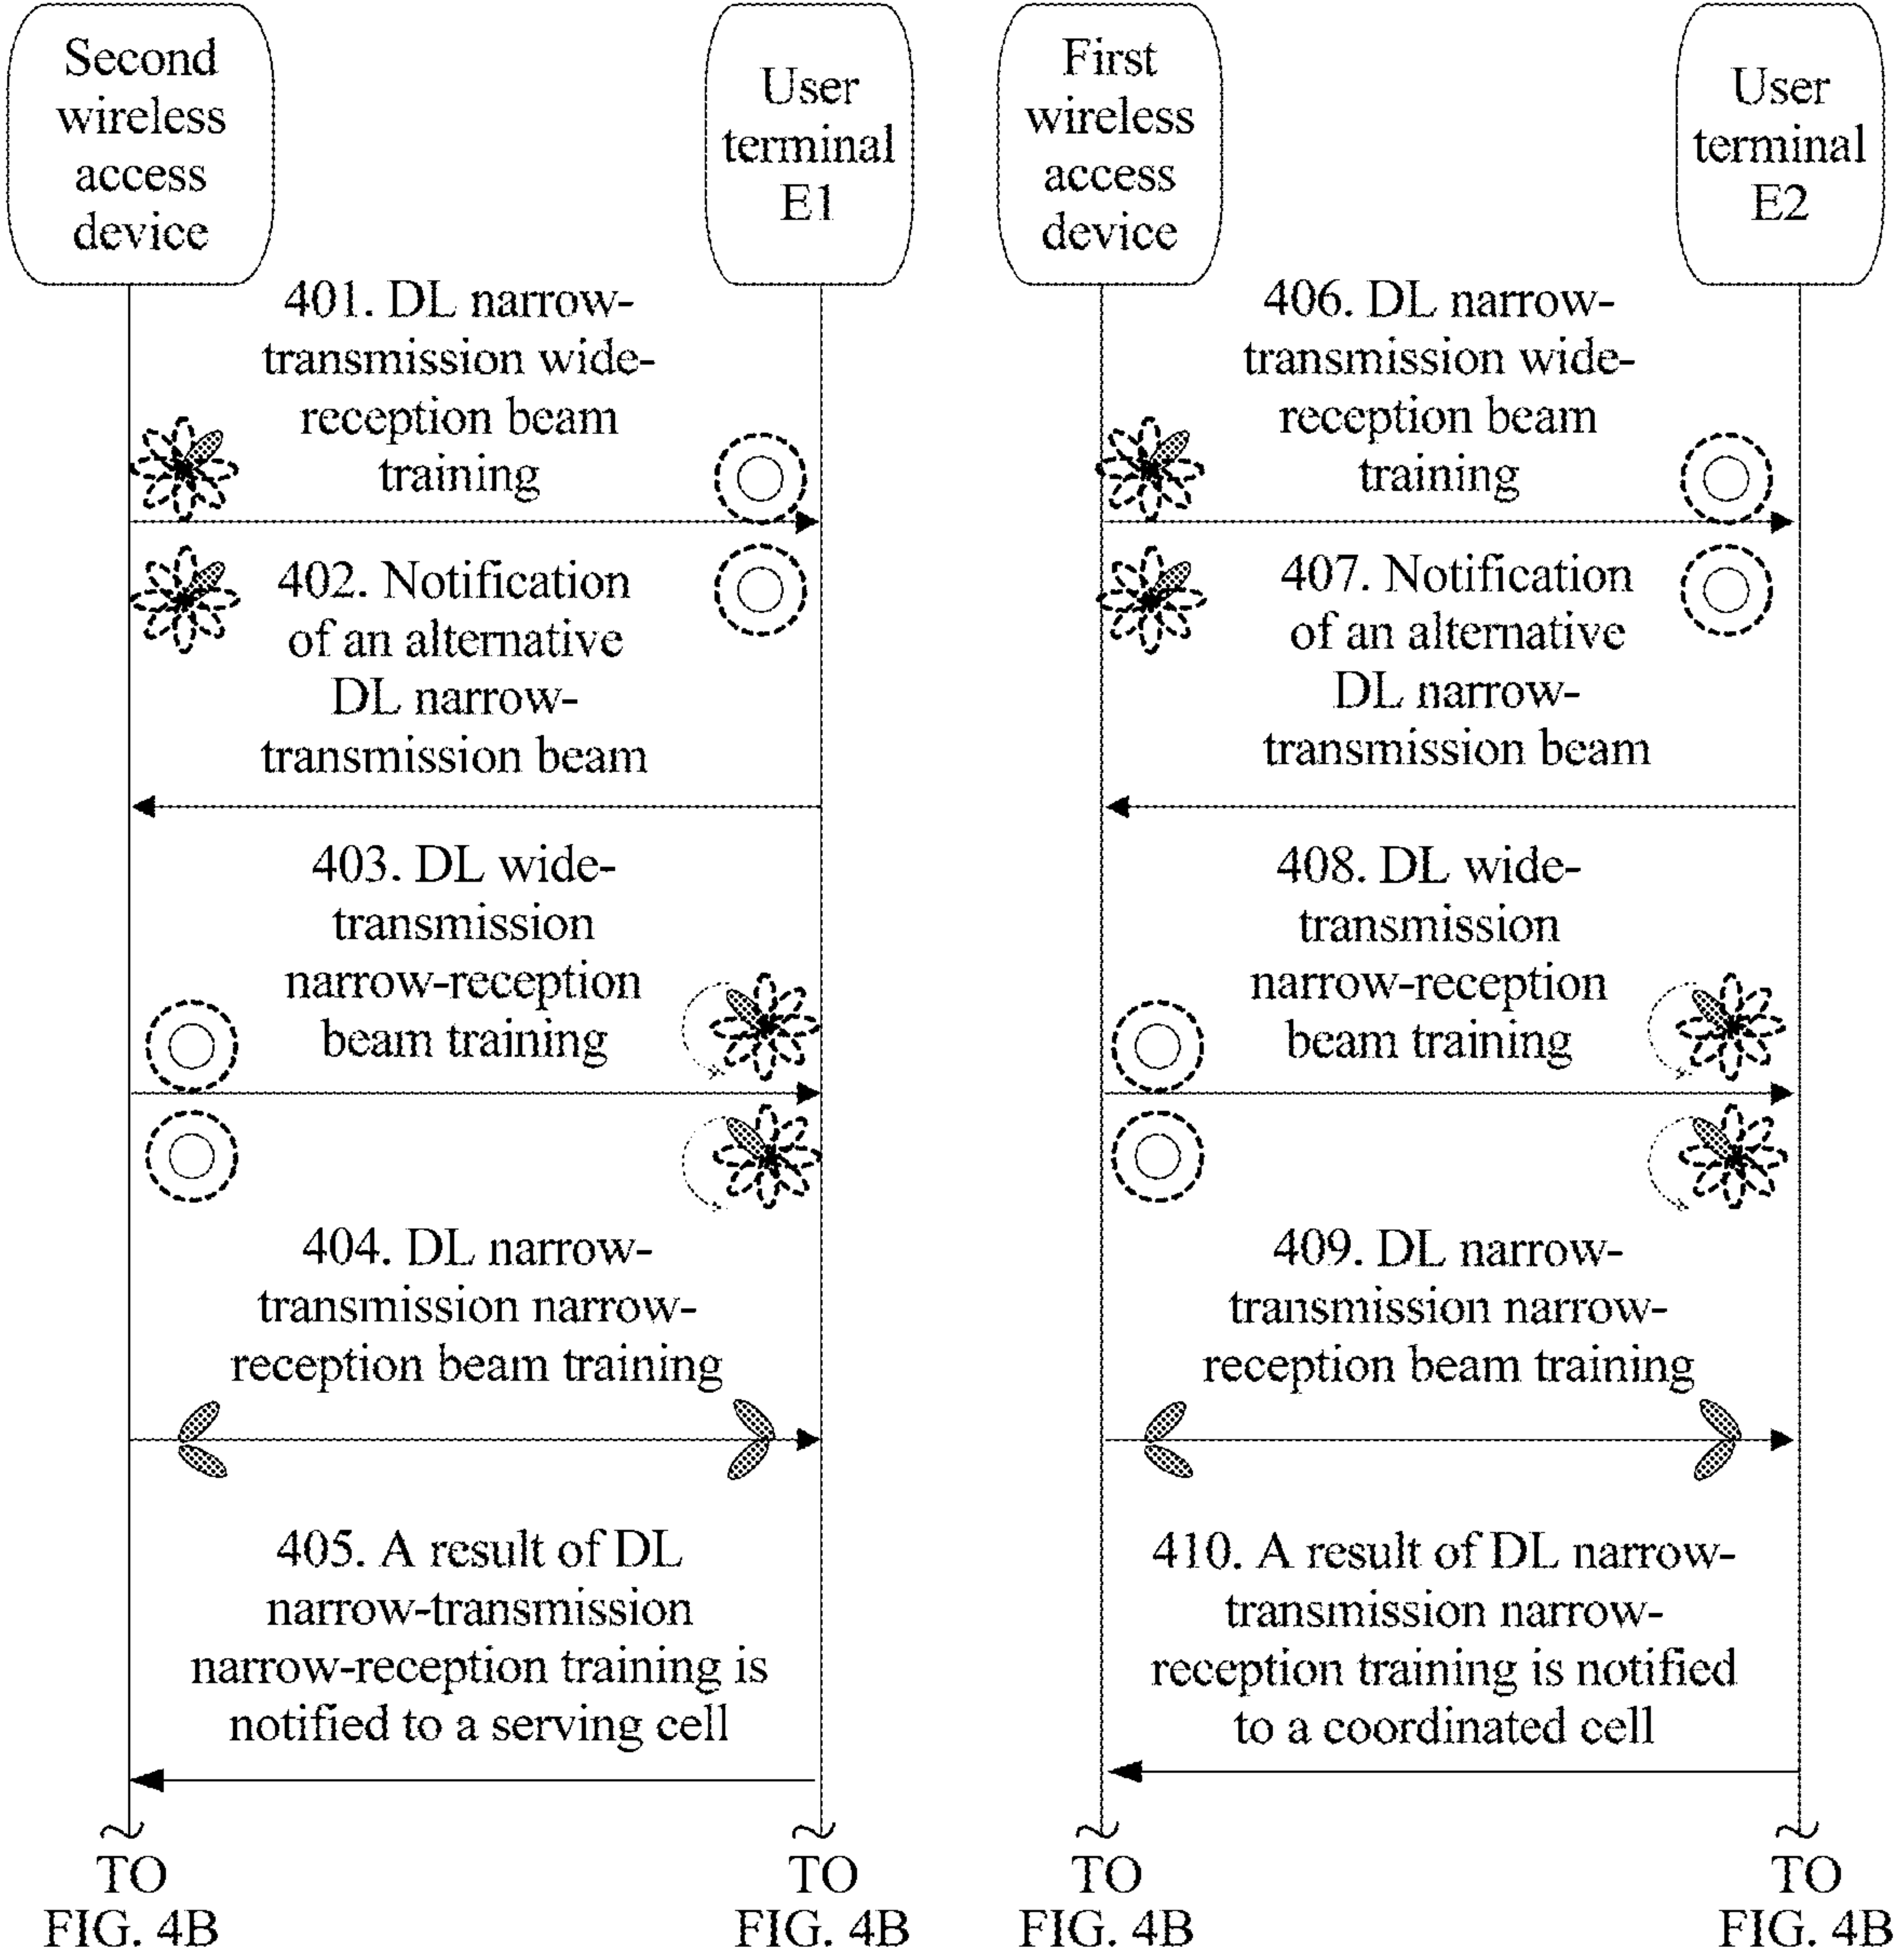 Second
wireless
access
device
User
terminal
E1
First
wireless
access
device
User
terminal
E2
401. DL narrow-
transmission wide-
reception beam
training
402. Notification
of an alternative
DL narrow-
transmission beam
403. DL wide-
transmission
narrow-reception
beam training
404. DL narrow-
transmission narrow-
reception beam training
405. A result of DL
narrow-transmission
narrow-reception training is
notified to a serving cell
406. DL narrow-
transmission wide-
reception beam
training
407. Notification
of an alternative
DL narrow-
transmission beam
408. DL wide-
transmission
narrow-reception
beam training
409. DL narrow-
transmission narrow-
reception beam training
410. A result of DL narrow-
transmission narrow-
reception training is notified
to a coordinated cell
TO
FIG. 4B
TO
FIG. 4B
TO
FIG. 4B
TO
FIG. 4B